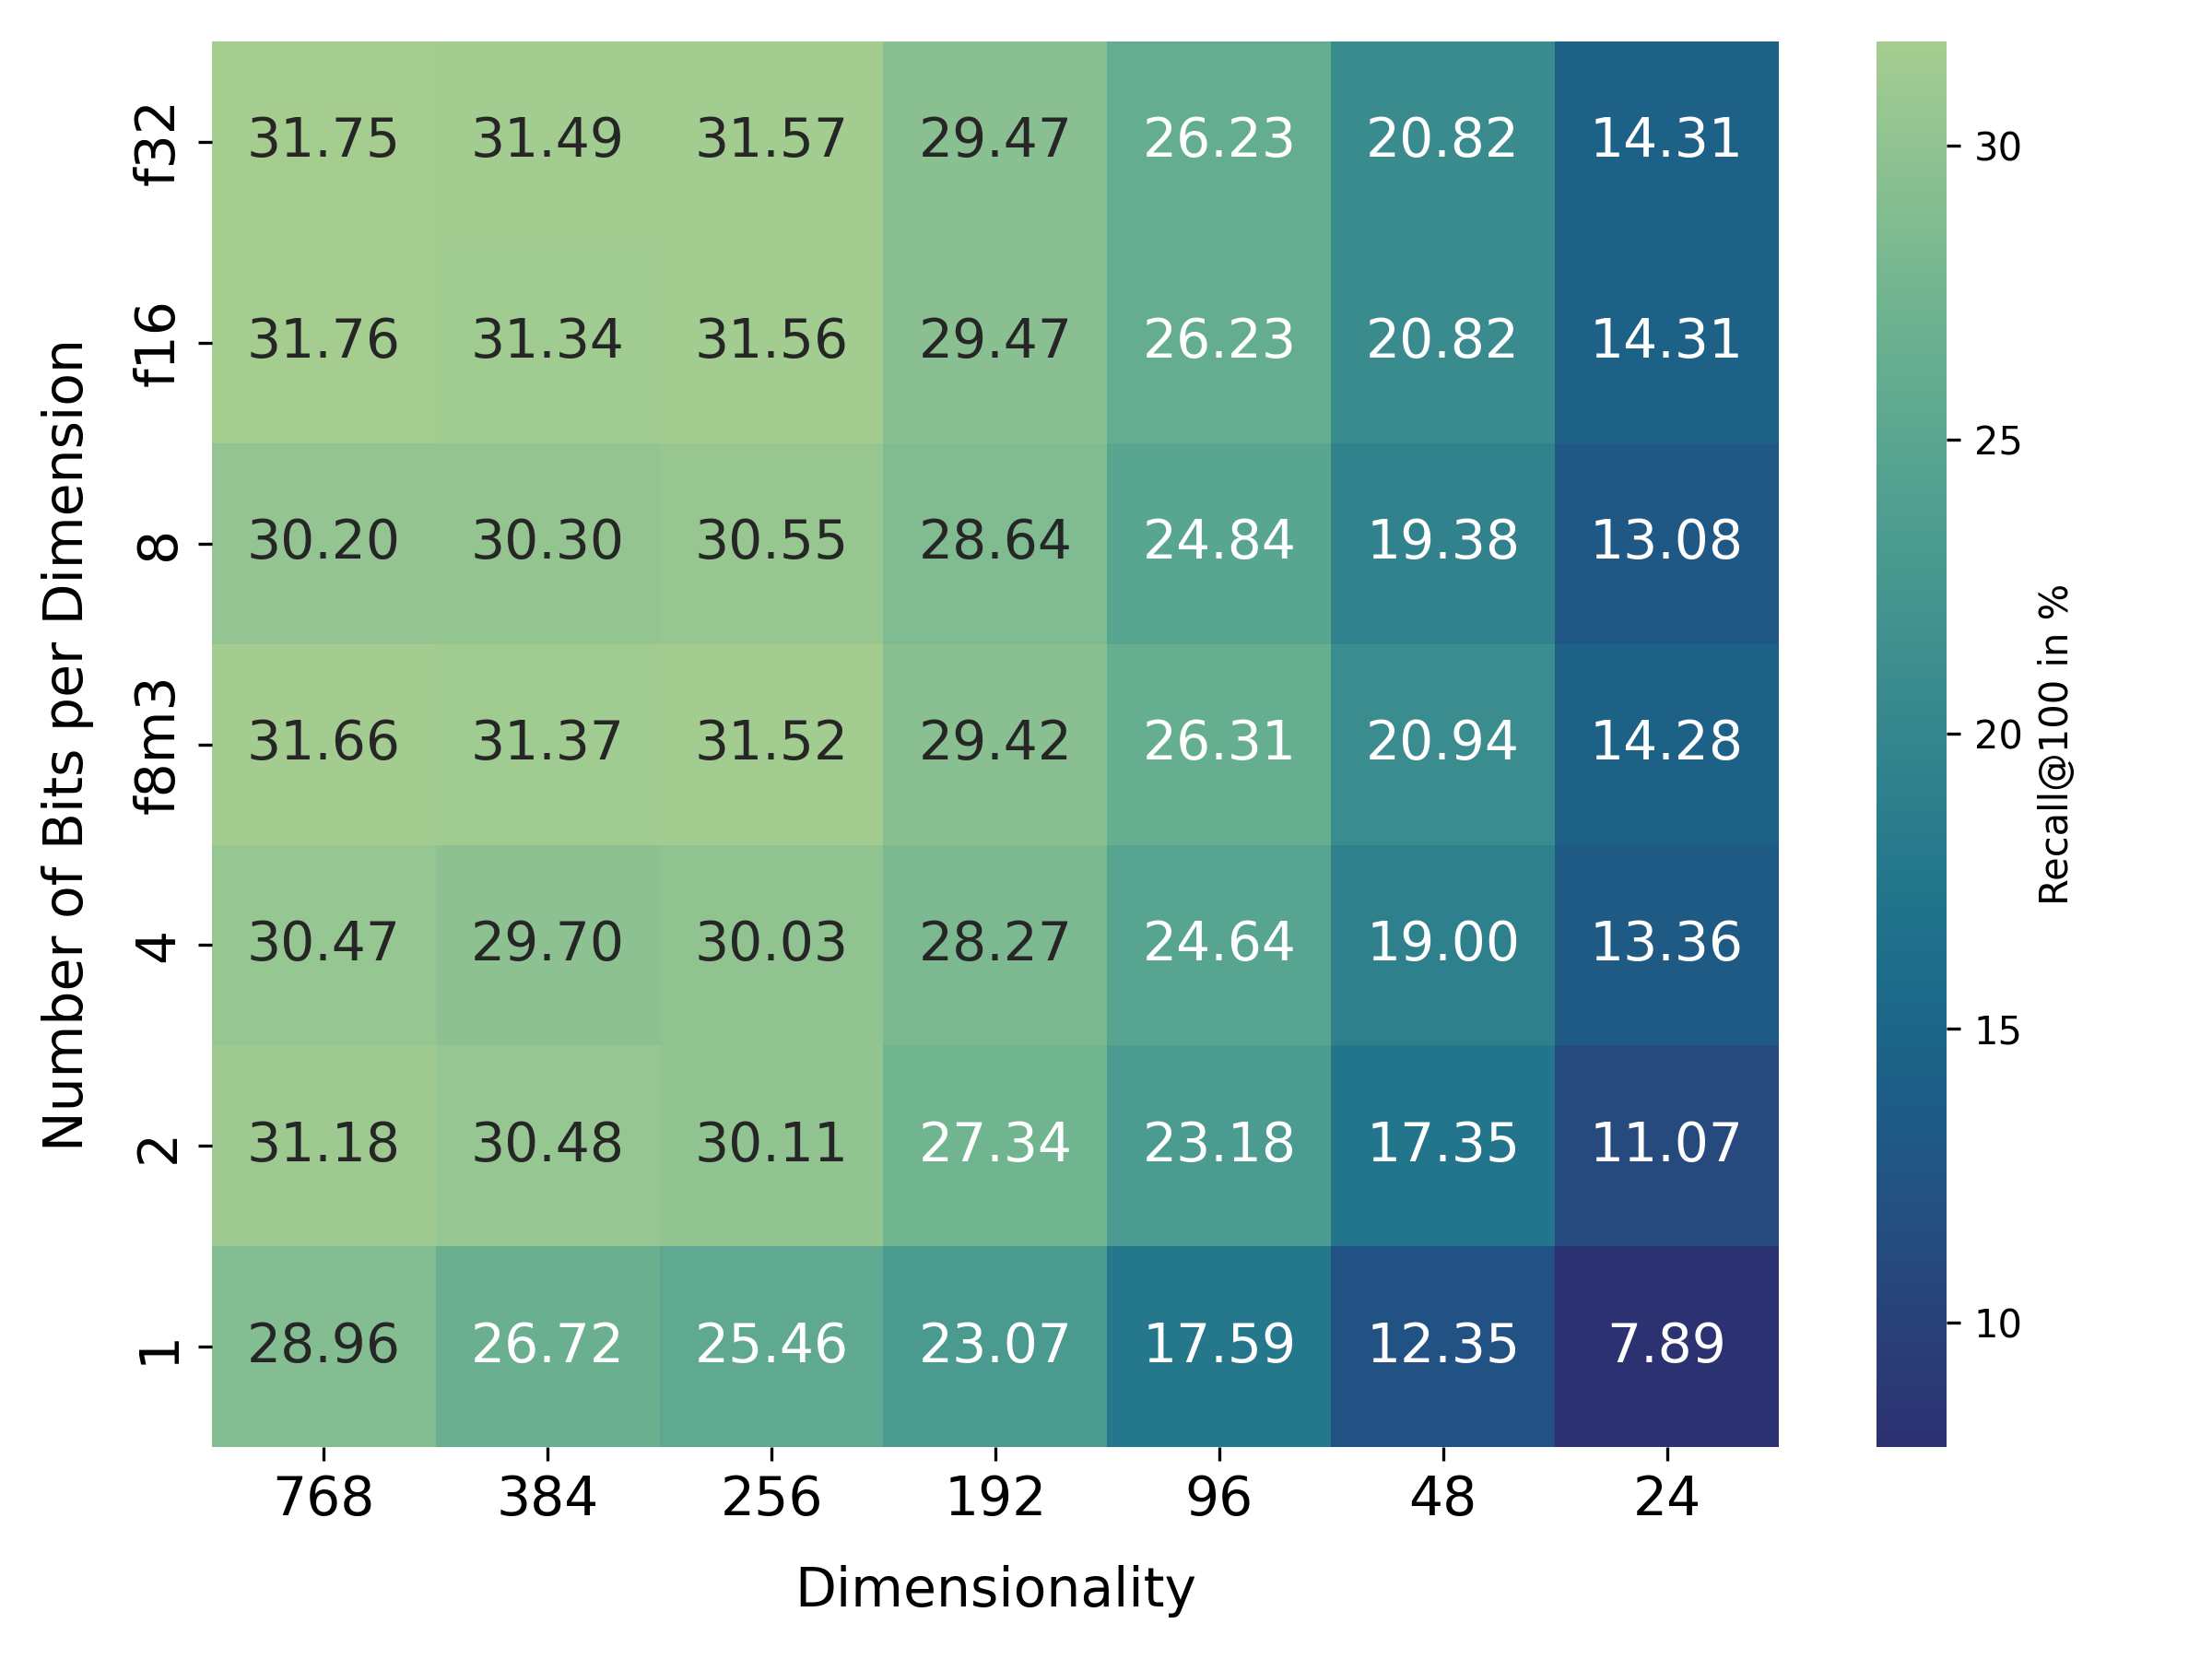 Number of Bits per Dimension
f32 31.75 31.49 31.57 29.47 26.23 20.82 14.31
f16 31.76 31.34 31.56 29.47 26.23 20.82 14.31
8 30.20 30.30 30.55 28.64 24.84 19.38 13.08
f8m3 31.66 31.37 31.52 29.42 26.31 20.94 14.28
4 30.47 29.70 30.03 28.27 24.64 19.00 13.36
2 31.18 30.48 30.11 27.34 23.18 17.35 11.07
1 28.96 26.72 25.46 23.07 17.59 12.35 7.89
768 384 256 192 96 48 24
Dimensionality
30
25
20
15
10
Recall@100 in %